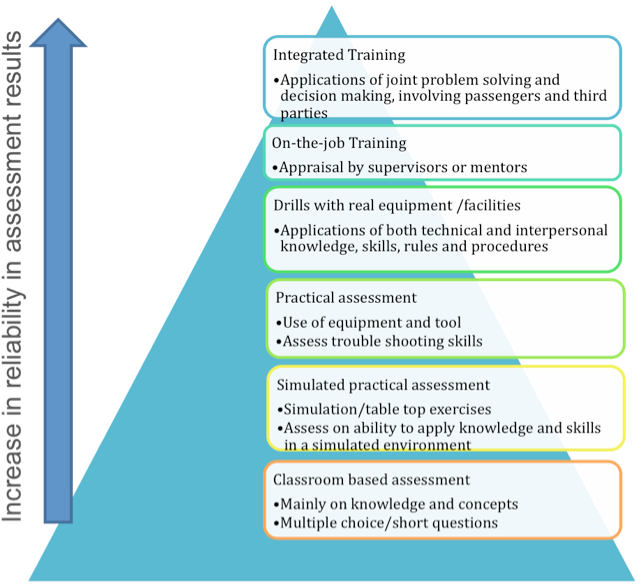 Increase in reliability in assessment results
Integrated Training
•Applications of joint problem solving and
decision making, involving passengers and third
parties
On-the-job Training
•Appraisal by supervisors or mentors
Drills with real equipment /facilities
•Applications of both technical and interpersonal
knowledge, skills, rules and procedures
Practical assessment
•Use of equipment and tool
•Assess trouble shooting skills
Simulated practical assessment
•Simulation/table top exercises
•Assess on ability to apply knowledge and skills
in a simulated environment
Classroom based assessment
•Mainly on knowledge and concepts
•Multiple choice/short questions